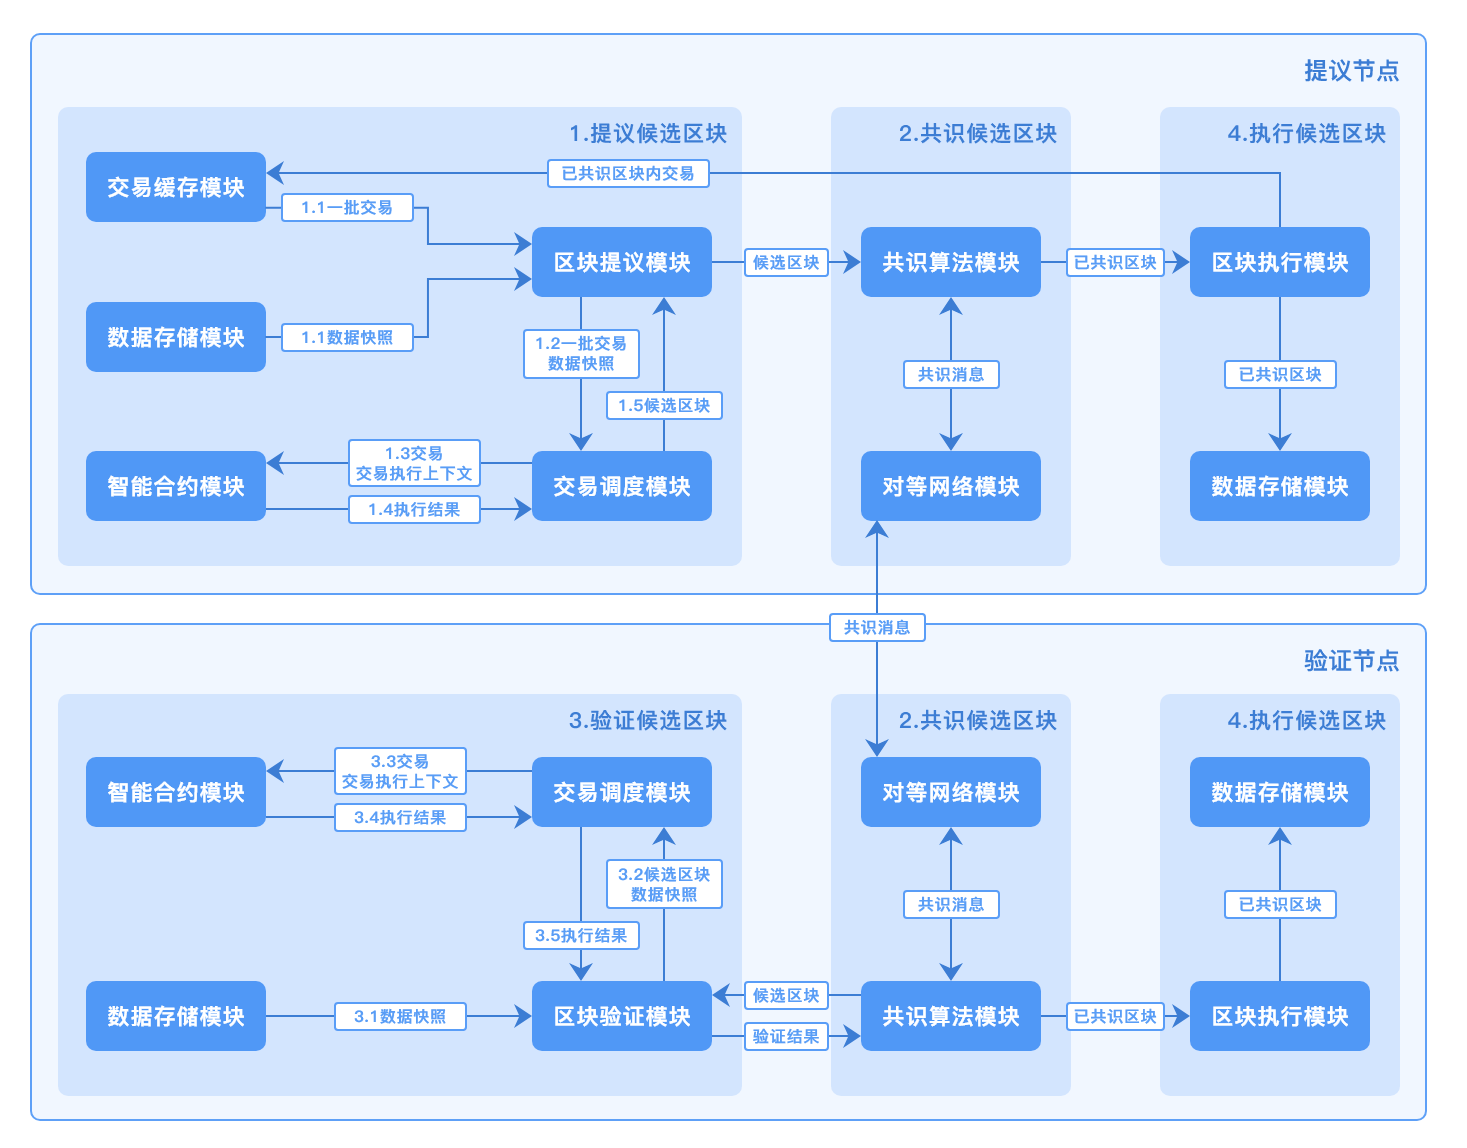 提议节点
1.提议候选区块
2.共识候选区块
4.执行候选区块
已共识区块内交易
交易缓存模块
1.1一批交易
区块提议模块
候选区块
共识算法模块
已共识区块
区块执行模块
数据存储模块
1.1数据快照
1.2一批交易
数据快照
1.5候选区块
共识消息
已共识区块
1.3交易
交易执行上下文
智能合约模块
1.4执行结果
交易调度模块
对等网络模块
数据存储模块
共识消息
验证节点
3.验证候选区块
2.共识候选区块
4.执行候选区块
3.3交易
交易执行上下文
智能合约模块
3.4执行结果
交易调度模块
对等网络模块
数据存储模块
3.2候选区块
数据快照
3.5执行结果
共识消息
已共识区块
数据存储模块
3.1数据快照
区块验证模块
候选区块
验证结果
共识算法模块
已共识区块
区块执行模块